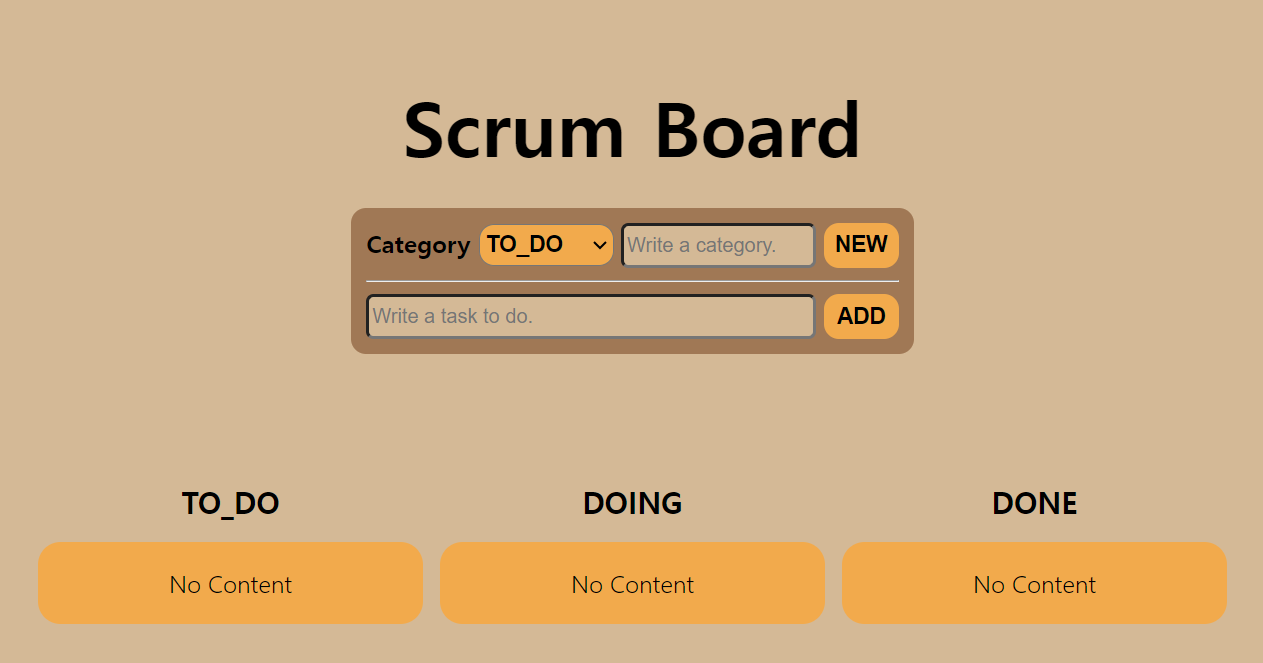 Scrum Board
Category TO_DO Write a category. NEW
Write a task to do. ADD
TO_DO DOING DONE
No Content No Content No Content